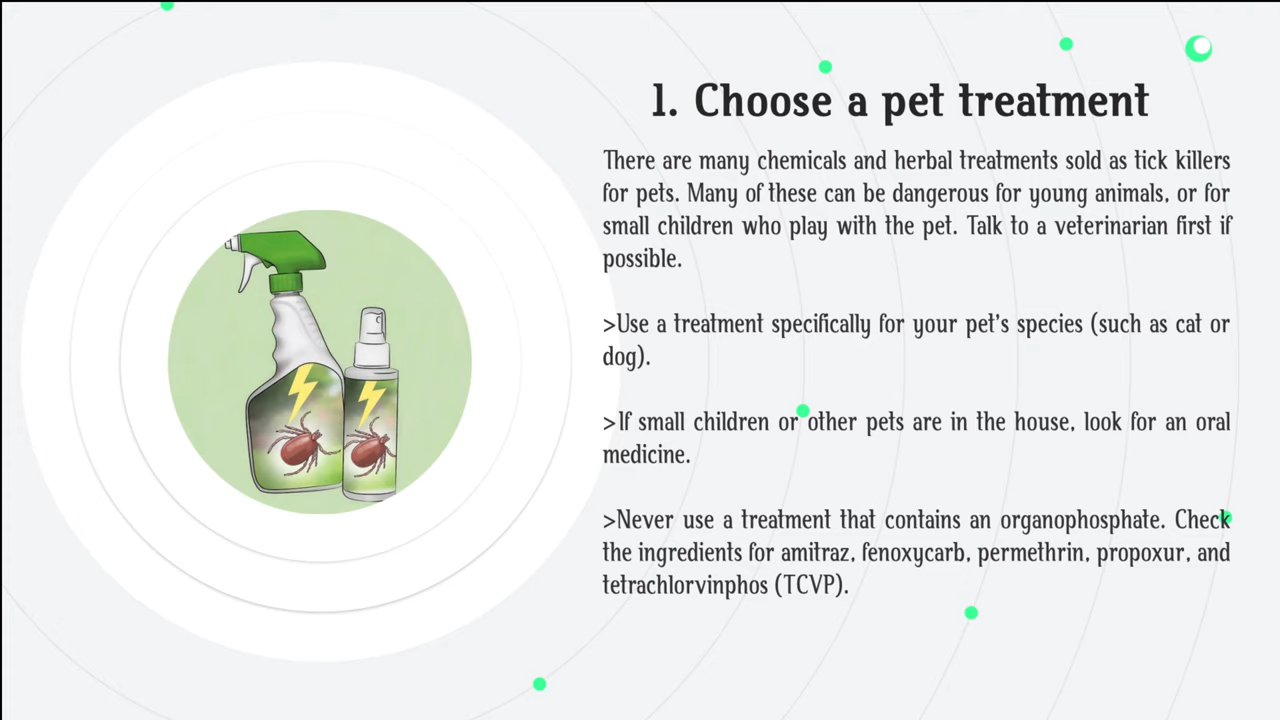 1. Choose a pet treatment
There are many chemicals and herbal treatments sold as tick killers
for pets. Many of these can be dangerous for young animals, or for
small children who play with the pet. Talk to a veterinarian first if
possible.
>Use a treatment specifically for your pet's species (such as cat or
dog).
>If small children or other pets are in the house, look for an oral
medicine.
>Never use a treatment that contains an organophosphate. Check
the ingredients for amitraz, fenoxycarb, permethrin, propoxur, and
tetrachlorvinphos (TCVP).